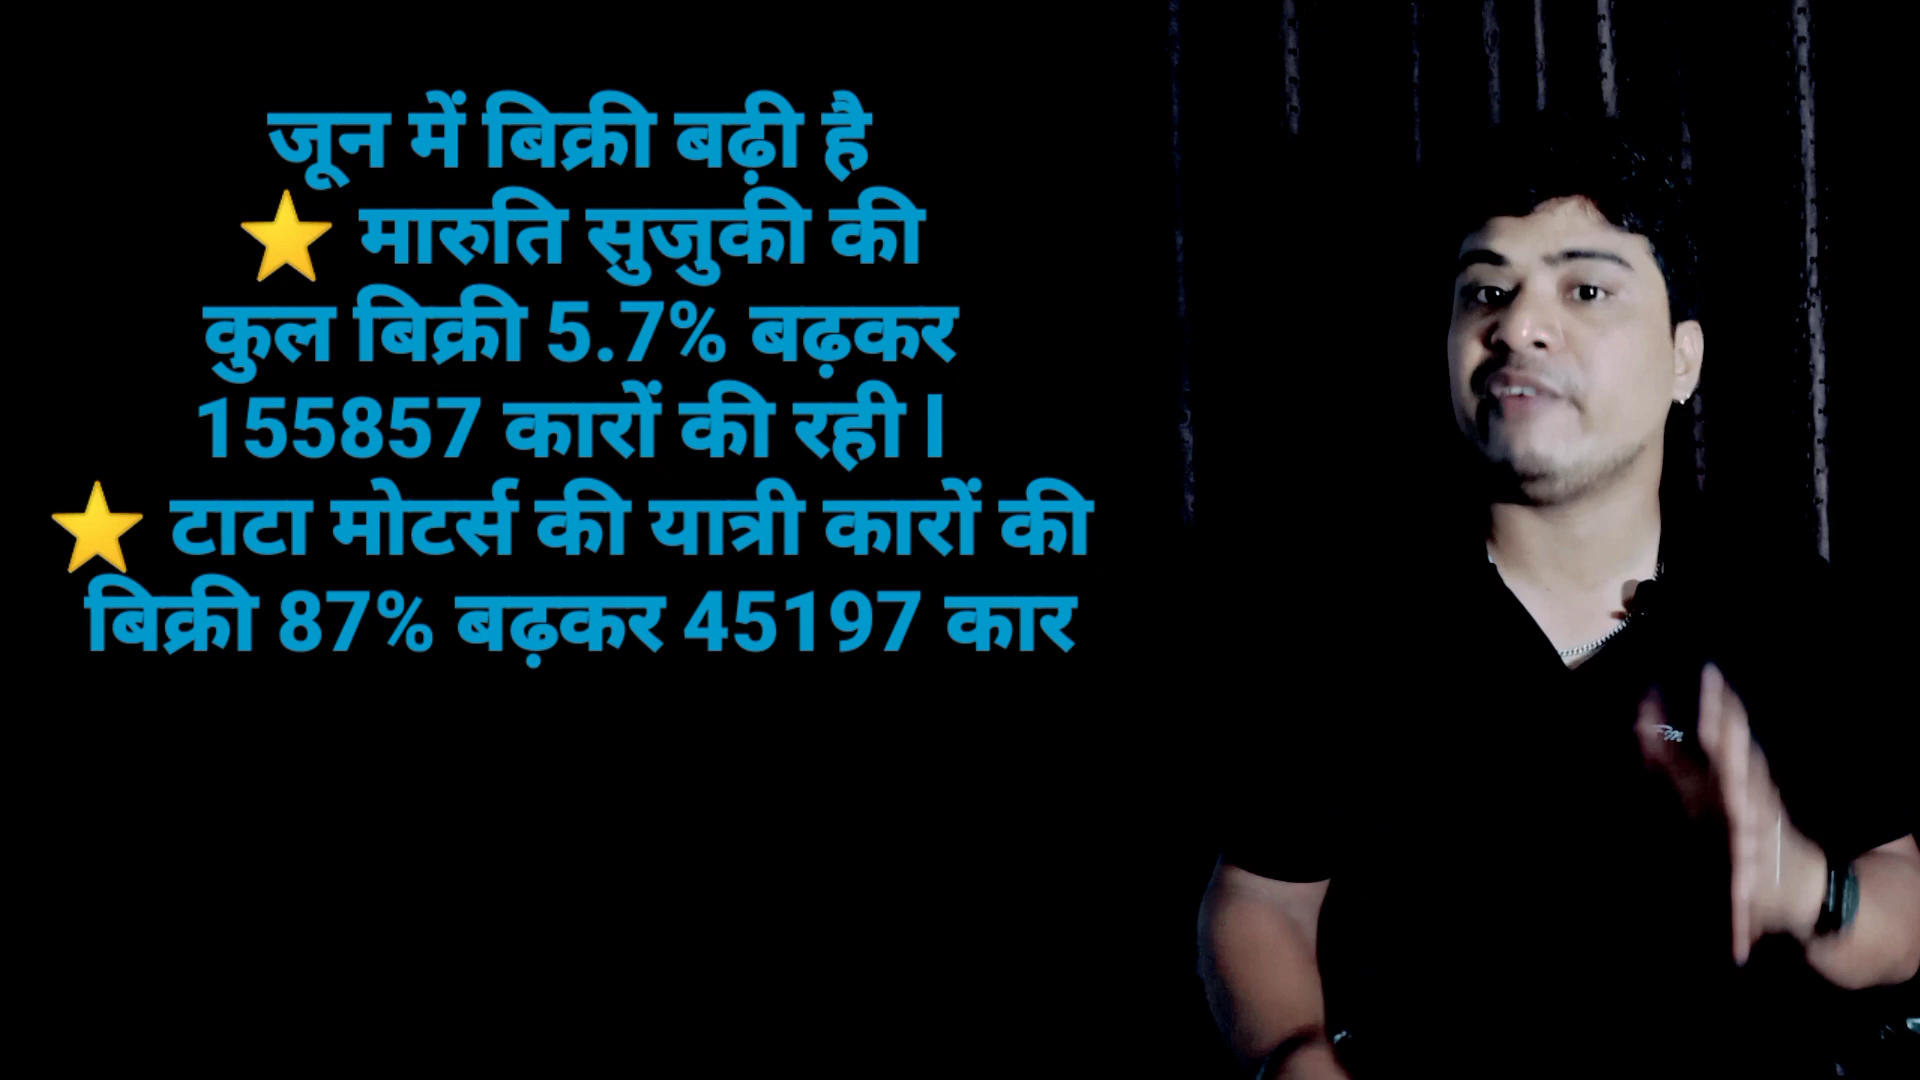 जून में बिक्री बढ़ी है
⭐ मारुति सुजुकी की
कुल बिक्री 5.7% बढ़कर
155857 कारों की रही l
⭐ टाटा मोटर्स की यात्री कारों की
बिक्री 87% बढ़कर 45197 कार